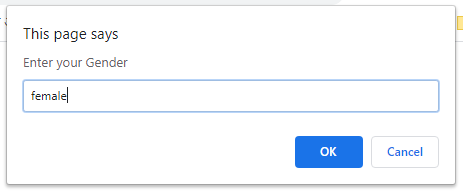 This page says
Enter your Gender
female
OK
Cancel